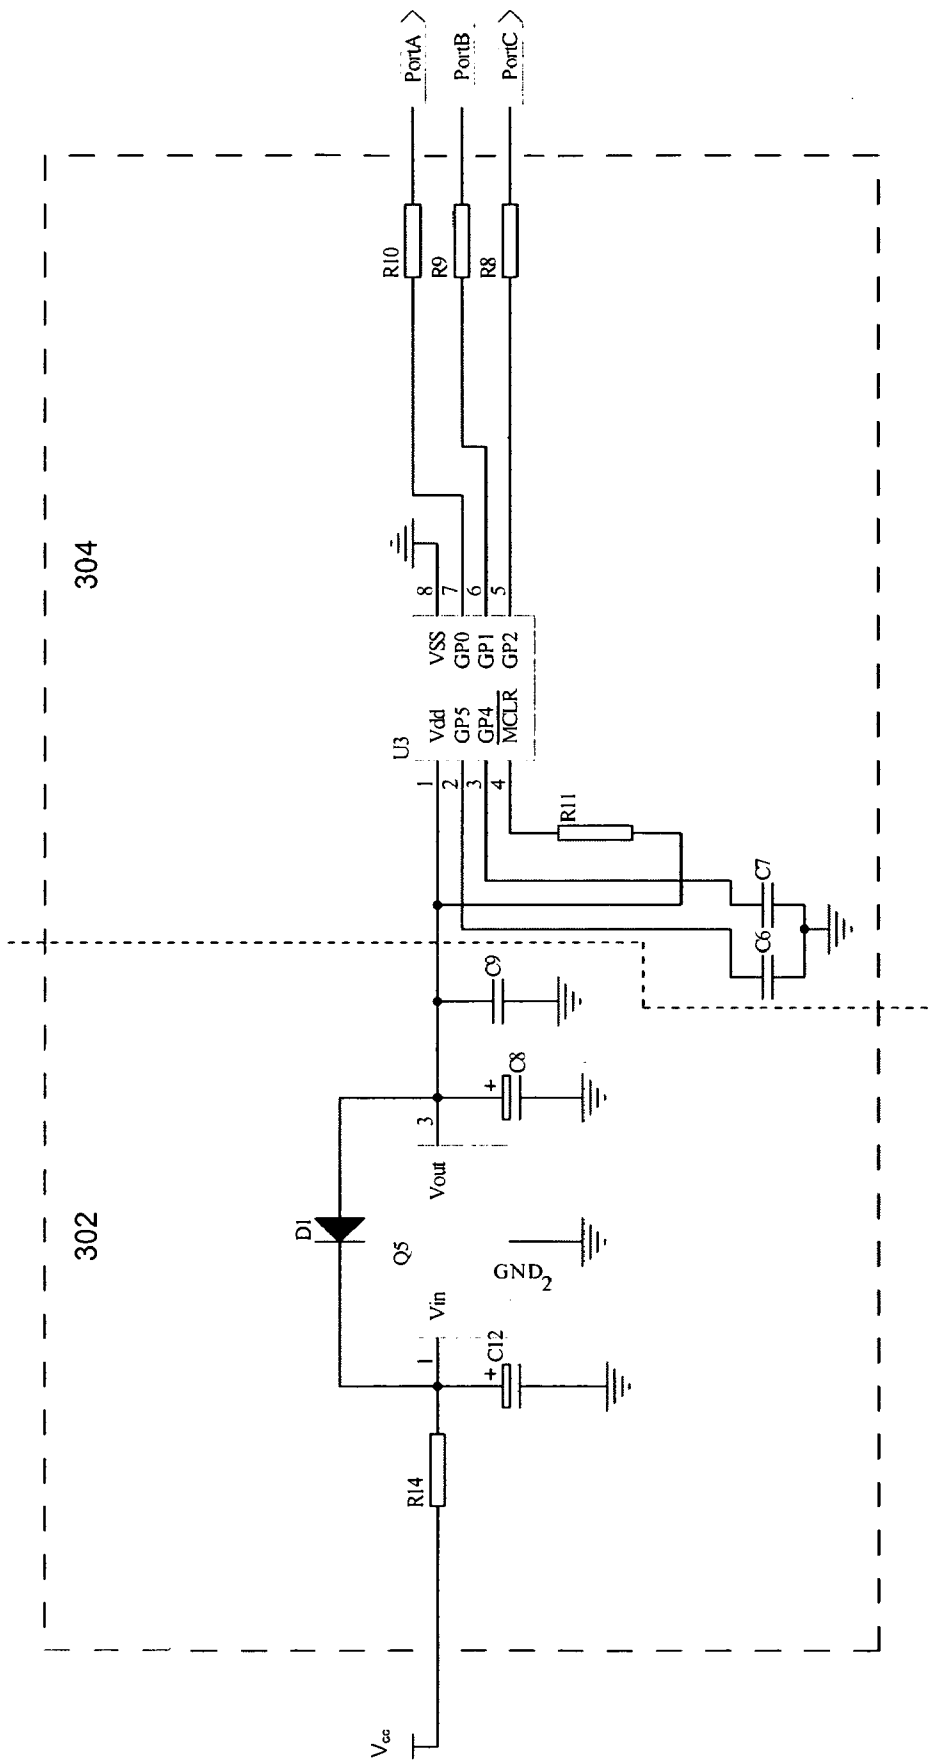 302
304
Vcc
R14
1
+
C12
Vin
Q5
GND2
D1
Vout
3
+
C8
C9
C6
C7
R11
U3
1
2
3
4
Vdd
GP5
GP4
MCLR
VSS
GP0
GP1
GP2
8
7
6
5
R10
R9
R8
PortA
PortB
PortC